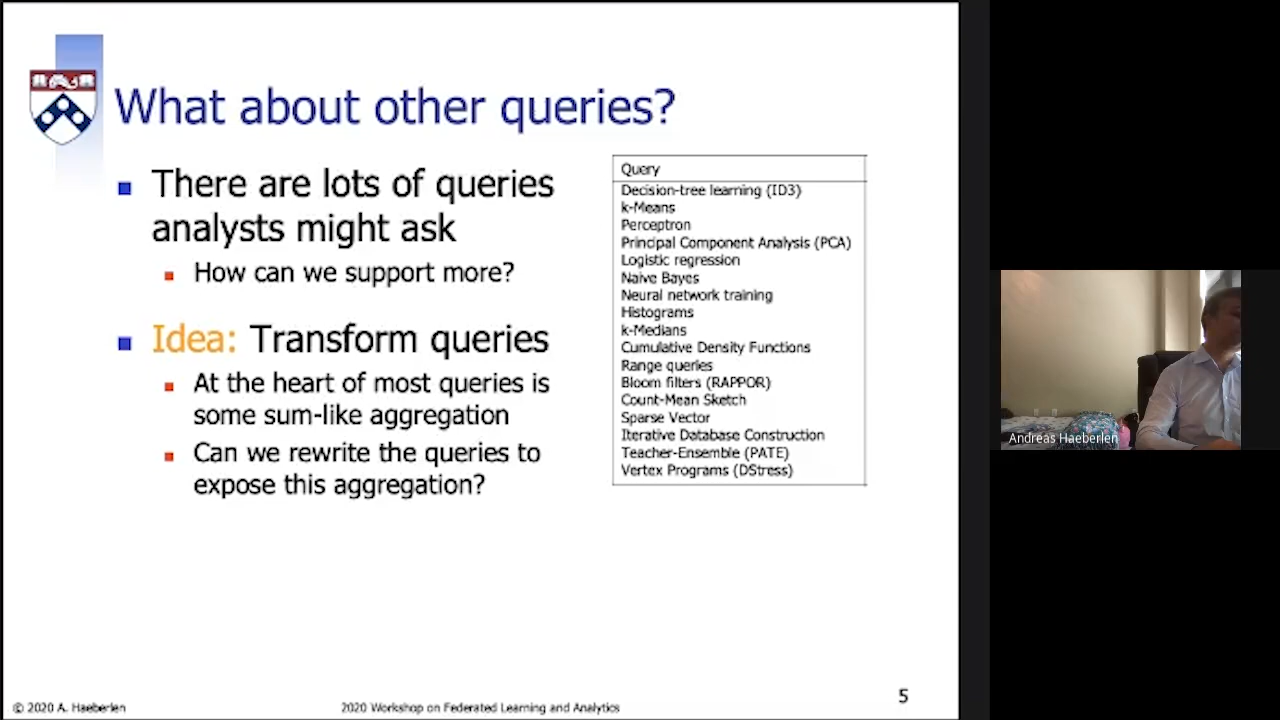 What about other queries?
There are lots of queries
analysts might ask
How can we support more?
Idea: Transform queries
At the heart of most queries is
some sum-like aggregation
Can we rewrite the queries to
expose this aggregation?
Query
Decision-tree learning (ID3)
k-Means
Perceptron
Principal Component Analysis (PCA)
Logistic regression
Naive Bayes
Neural network training
Histograms
k-Medians
Cumulative Density Functions
Range queries
Bloom filters (RAPPOR)
Count-Mean Sketch
Sparse Vector
Iterative Database Construction
Teacher-Ensemble (PATE)
Vertex Programs (DStress)
Andreas Haeberlen
© 2020 A. Haeberlen
2020 Workshop on Federated Learning and Analytics
5